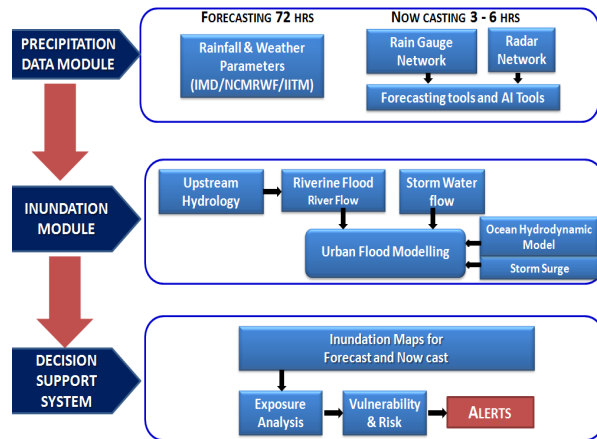 FORECASTING 72 HRS
NOW CASTING 3 - 6 HRS
PRECIPITATION
DATA MODULE
Rainfall & Weather
Parameters
(IMD/NCMRWF/IITM)
Rain Gauge
Network
Radar
Network
Forecasting tools and AI Tools
INUNDATION
MODULE
Upstream
Hydrology
Riverine Flood
River Flow
Storm Water
flow
Urban Flood Modelling
Ocean Hydrodynamic
Model
Storm Surge
DECISION
SUPPORT
SYSTEM
Inundation Maps for
Forecast and Now cast
Exposure
Analysis
Vulnerability
& Risk
ALERTS